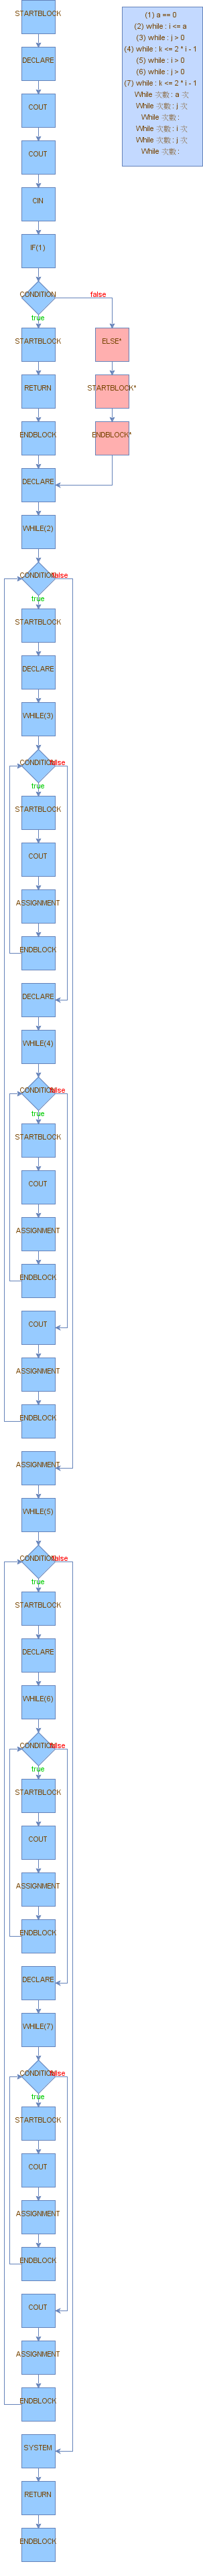 STARTBLOCK
(1) a == 0
(2) while : i <= a
(3) while : j > 0
(4) while : k <= 2 * i - 1
(5) while : i > 0
(6) while : j > 0
(7) while : k <= 2 * i - 1
While 次數 : a 次
While 次數 : j 次
While 次數 :
While 次數 : i 次
While 次數 : j 次
While 次數 :
DECLARE
COUT
COUT
CIN
IF(1)
CONDITION
false
true
STARTBLOCK
ELSE*
RETURN
STARTBLOCK*
ENDBLOCK
ENDBLOCK*
DECLARE
WHILE(2)
CONDITION
false
true
STARTBLOCK
DECLARE
WHILE(3)
CONDITION
false
true
STARTBLOCK
COUT
ASSIGNMENT
ENDBLOCK
DECLARE
WHILE(4)
CONDITION
false
true
STARTBLOCK
COUT
ASSIGNMENT
ENDBLOCK
COUT
ASSIGNMENT
ENDBLOCK
ASSIGNMENT
WHILE(5)
CONDITION
false
true
STARTBLOCK
DECLARE
WHILE(6)
CONDITION
false
true
STARTBLOCK
COUT
ASSIGNMENT
ENDBLOCK
DECLARE
WHILE(7)
CONDITION
false
true
STARTBLOCK
COUT
ASSIGNMENT
ENDBLOCK
COUT
ASSIGNMENT
ENDBLOCK
SYSTEM
RETURN
ENDBLOCK